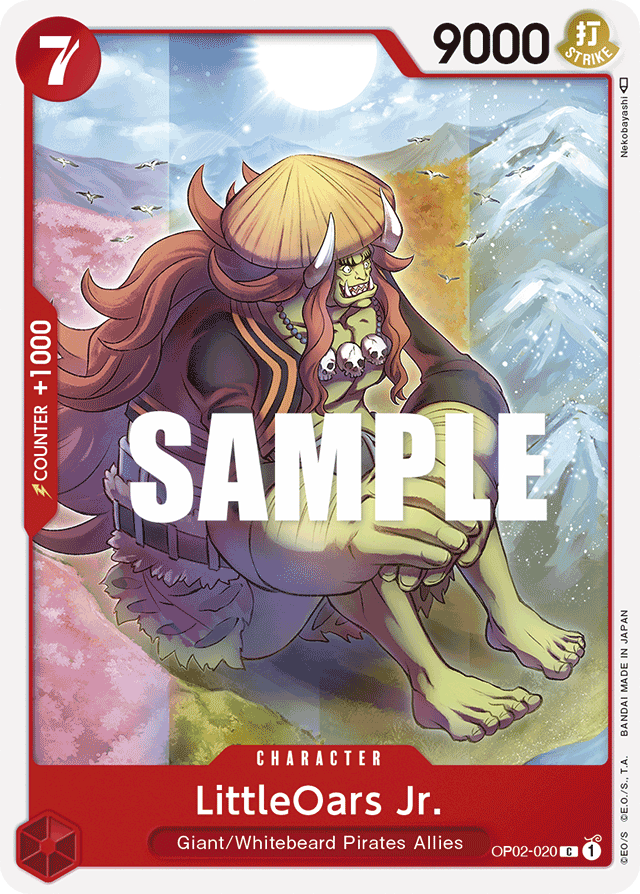 7
9000
打
STRIKE
Nekobayashi
COUNTER +1000
SAMPLE
BANDAI MADE IN JAPAN
©EO/S ©E.O./S., T.A.
CHARACTER
LittleOars Jr.
Giant/Whitebeard Pirates Allies
OP02-020 C 1